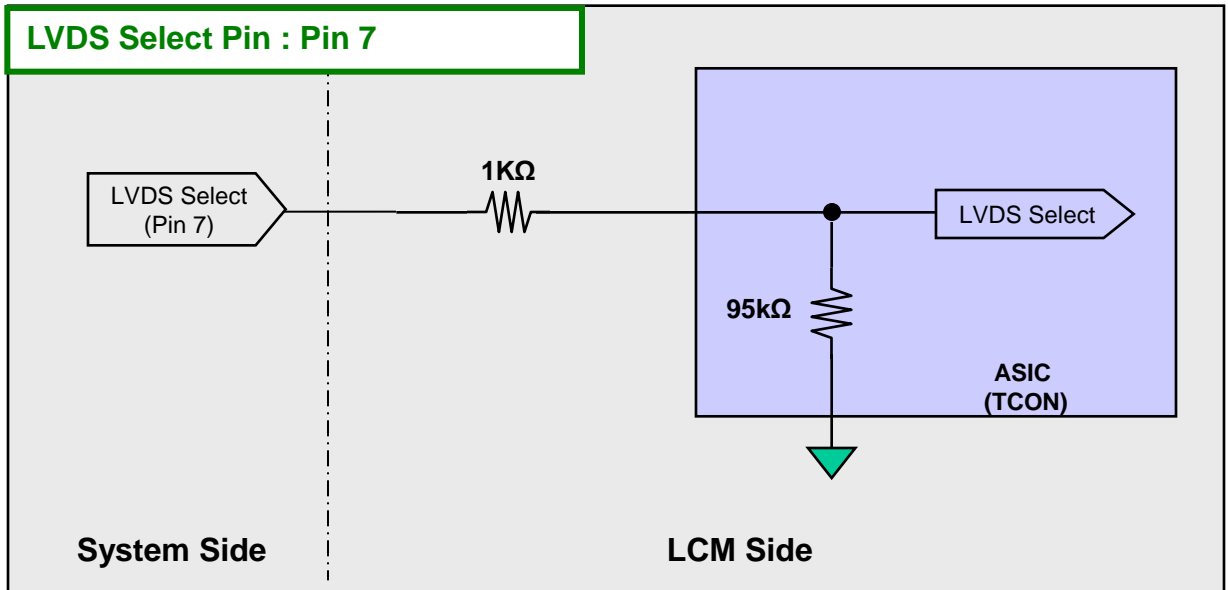 LVDS Select Pin : Pin 7
1KΩ
LVDS Select
(Pin 7)
LVDS Select
95kΩ
ASIC
(TCON)
System Side
LCM Side